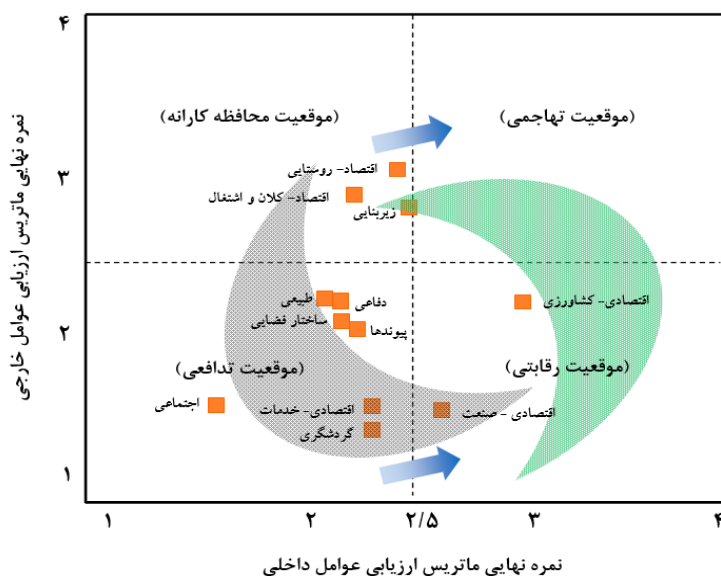 ۴
(موقعیت محافظه کارانه)
(موقعیت تهاجمی)
اقتصاد- روستایی
۳
اقتصاد- کلان و اشتغال
زیربنایی
نمره نهایی ماتریس ارزیابی عوامل خارجی
طبیعی
دفاعی
اقتصادی- کشاورزی
ساختار فضایی
پیوندها
۲
(موقعیت تدافعی)
(موقعیت رقابتی)
اجتماعی
اقتصادی- خدمات
اقتصادی - صنعت
گردشگری
۱
۱
۲
۲/۵
۳
۴
نمره نهایی ماتریس ارزیابی عوامل داخلی